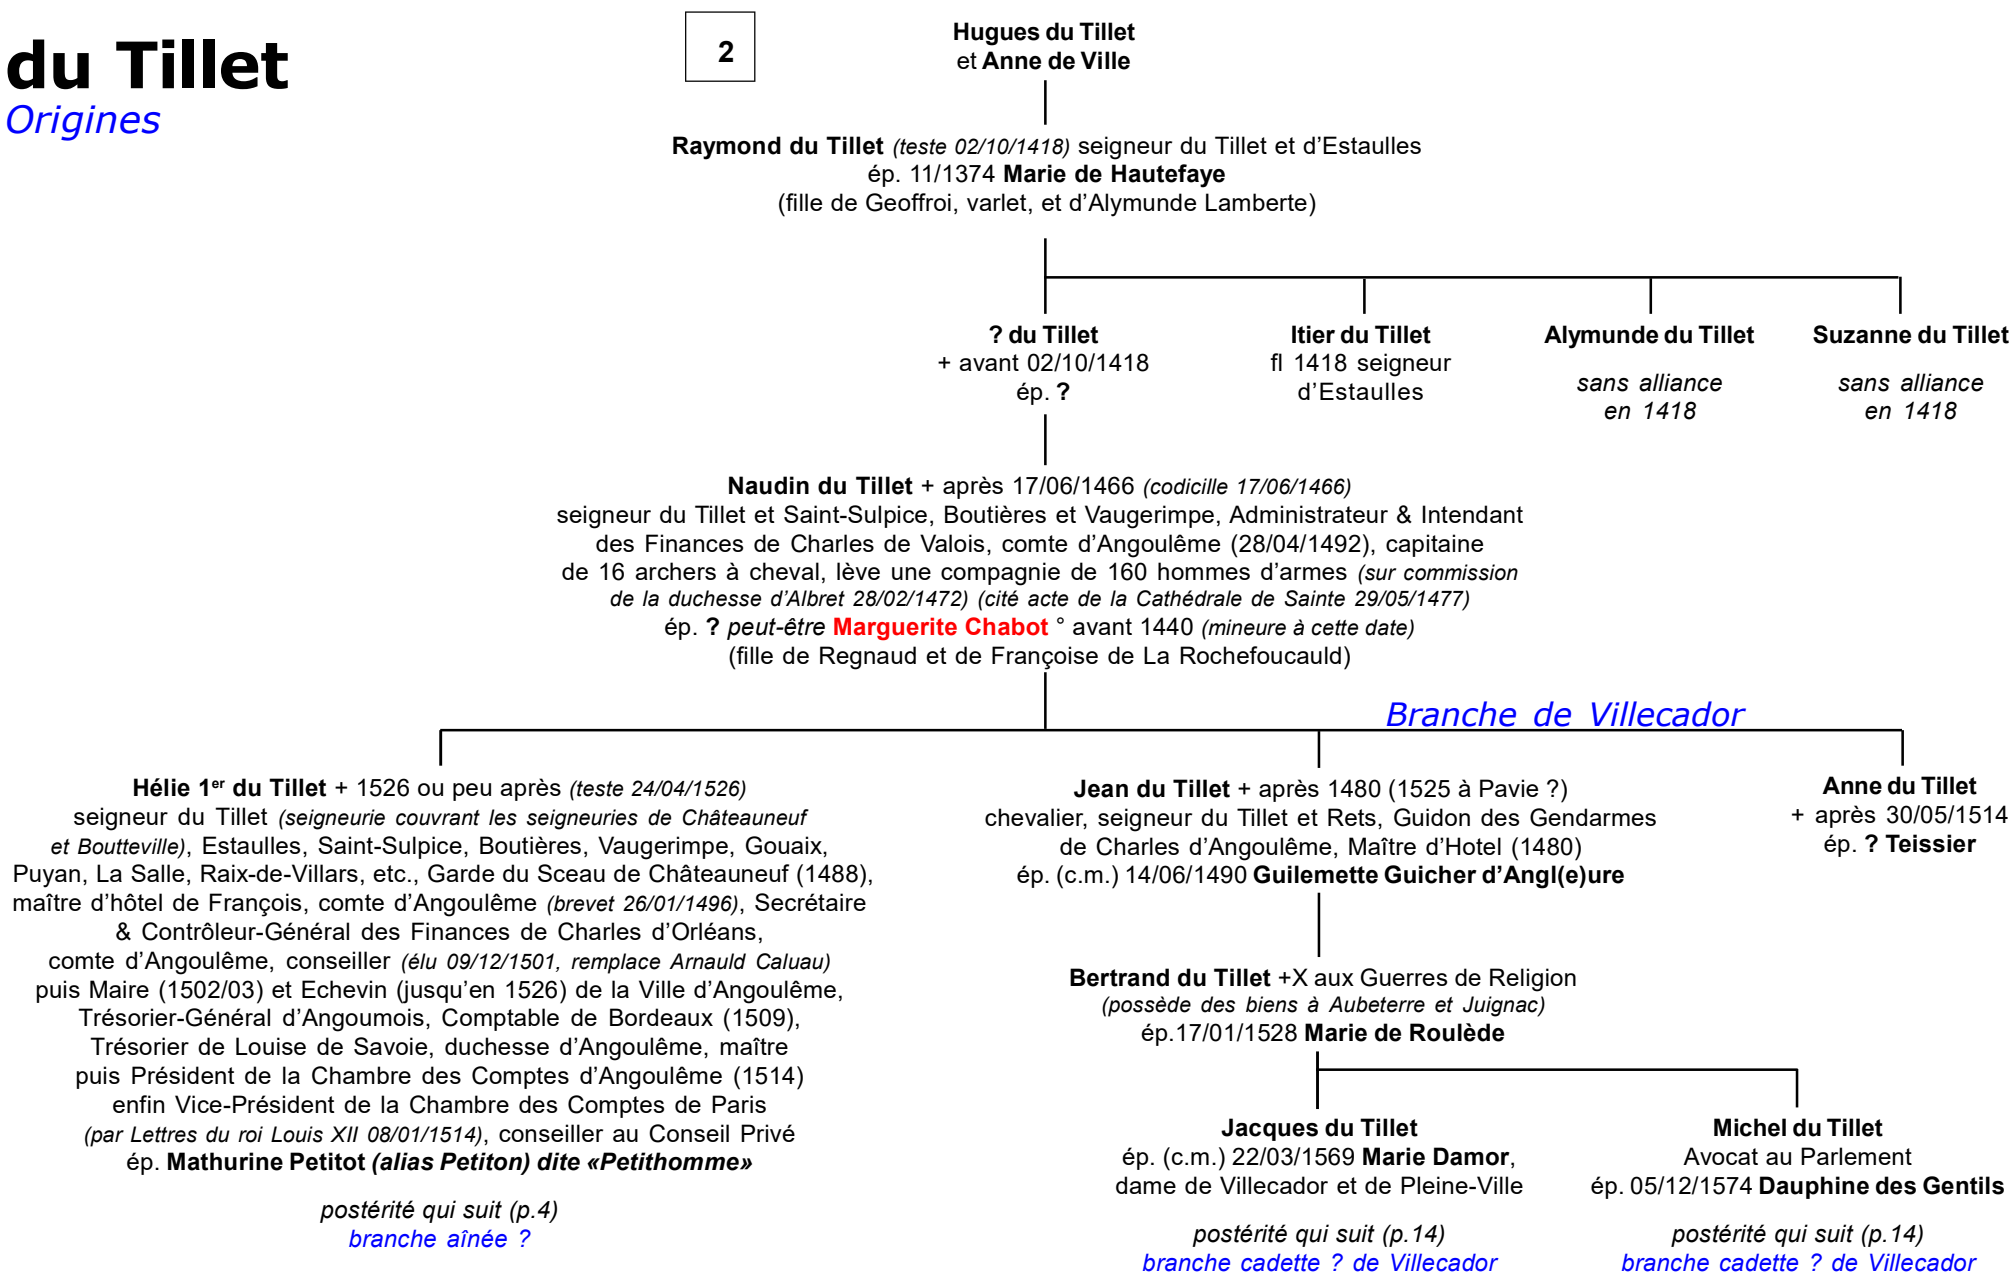 du Tillet
Origines
2
Hugues du Tillet
et Anne de Ville
Raymond du Tillet (teste 02/10/1418) seigneur du Tillet et d'Estaulles
ép. 11/1374 Marie de Hautefaye
(fille de Geoffroi, varlet, et d'Alymunde Lamberte)
? du Tillet
+ avant 02/10/1418
ép. ?
Itier du Tillet
fl 1418 seigneur
d'Estaulles
Alymunde du Tillet
sans alliance
en 1418
Suzanne du Tillet
sans alliance
en 1418
Naudin du Tillet + après 17/06/1466 (codicille 17/06/1466)
seigneur du Tillet et Saint-Sulpice, Boutières et Vaugerimpe, Administrateur & Intendant
des Finances de Charles de Valois, comte d'Angoulême (28/04/1492), capitaine
de 16 archers à cheval, lève une compagnie de 160 hommes d'armes (sur commission
de la duchesse d'Albret 28/02/1472) (cité acte de la Cathédrale de Sainte 29/05/1477)
ép. ? peut-être Marguerite Chabot ° avant 1440 (mineure à cette date)
(fille de Regnaud et de Françoise de La Rochefoucauld)
Branche de Villecador
Hélie 1er du Tillet + 1526 ou peu après (teste 24/04/1526)
seigneur du Tillet (seigneurie couvrant les seigneuries de Châteauneuf
et Boutteville), Estaulles, Saint-Sulpice, Boutières, Vaugerimpe, Gouaix,
Puyan, La Salle, Raix-de-Villars, etc., Garde du Sceau de Châteauneuf (1488),
maître d'hôtel de François, comte d'Angoulême (brevet 26/01/1496), Secrétaire
& Contrôleur-Général des Finances de Charles d'Orléans,
comte d'Angoulême, conseiller (élu 09/12/1501, remplace Arnauld Caluau)
puis Maire (1502/03) et Echevin (jusqu'en 1526) de la Ville d'Angoulême,
Trésorier-Général d'Angoumois, Comptable de Bordeaux (1509),
Trésorier de Louise de Savoie, duchesse d'Angoulême, maître
puis Président de la Chambre des Comptes d'Angoulême (1514)
enfin Vice-Président de la Chambre des Comptes de Paris
(par Lettres du roi Louis XII 08/01/1514), conseiller au Conseil Privé
ép. Mathurine Petitot (alias Petiton) dite «Petithomme»
postérité qui suit (p.4)
branche aînée ?
Jean du Tillet + après 1480 (1525 à Pavie ?)
chevalier, seigneur du Tillet et Rets, Guidon des Gendarmes
de Charles d'Angoulême, Maître d'Hotel (1480)
ép. (c.m.) 14/06/1490 Guilemette Guicher d'Angl(e)ure
Anne du Tillet
+ après 30/05/1514
ép. ? Teissier
Bertrand du Tillet +X aux Guerres de Religion
(possède des biens à Aubeterre et Juignac)
ép.17/01/1528 Marie de Roulède
Jacques du Tillet
ép. (c.m.) 22/03/1569 Marie Damor,
dame de Villecador et de Pleine-Ville
postérité qui suit (p.14)
branche cadette ? de Villecador
Michel du Tillet
Avocat au Parlement
ép. 05/12/1574 Dauphine des Gentils
postérité qui suit (p.14)
branche cadette ? de Villecador